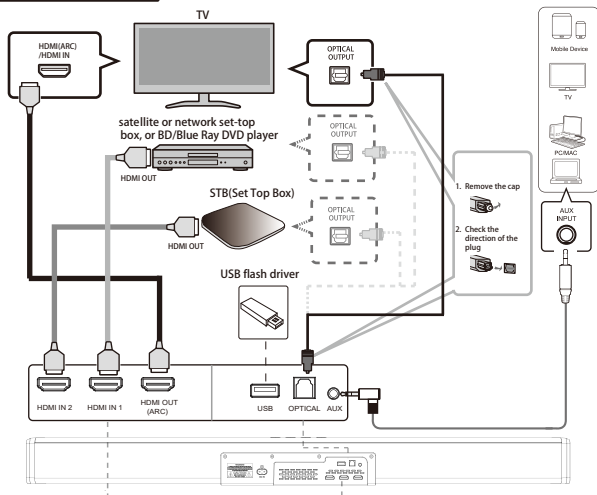 TV
HDMI(ARC)
/HDMI IN
OPTICAL
OUTPUT
Mobile Device
TV
PC/MAC
AUX
INPUT
satellite or network set-top
box, or BD/Blue Ray DVD player
HDMI OUT
OPTICAL
OUTPUT
STB(Set Top Box)
HDMI OUT
OPTICAL
OUTPUT
1. Remove the cap
2. Check the
direction of the
plug
USB flash driver
HDMI IN 2
HDMI IN 1
HDMI OUT
(ARC)
USB
OPTICAL
AUX